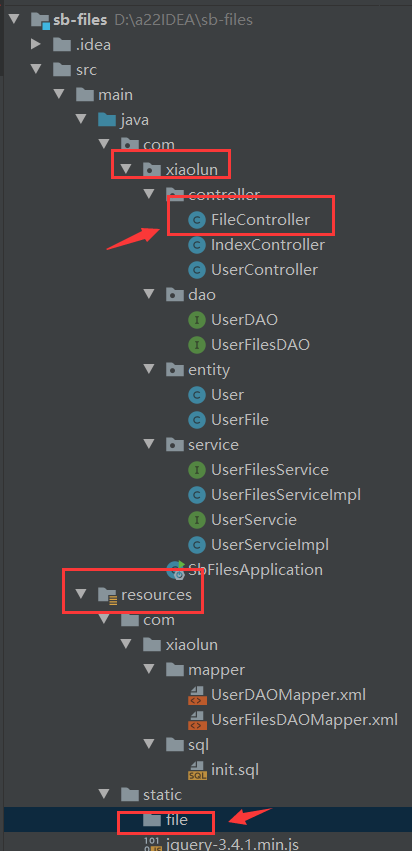 sb-files D:\a22IDEA\sb-files
.idea
src
main
java
com
xiaolun
controller
FileController
IndexController
UserController
dao
UserDAO
UserFilesDAO
entity
User
UserFile
service
UserFilesService
UserFilesServiceImpl
UserServcie
UserServcieImpl
SbFilesApplication
resources
com
xiaolun
mapper
UserDAOMapper.xml
UserFilesDAOMapper.xml
sql
init.sql
static
file
jquery-3.4.1.min.js